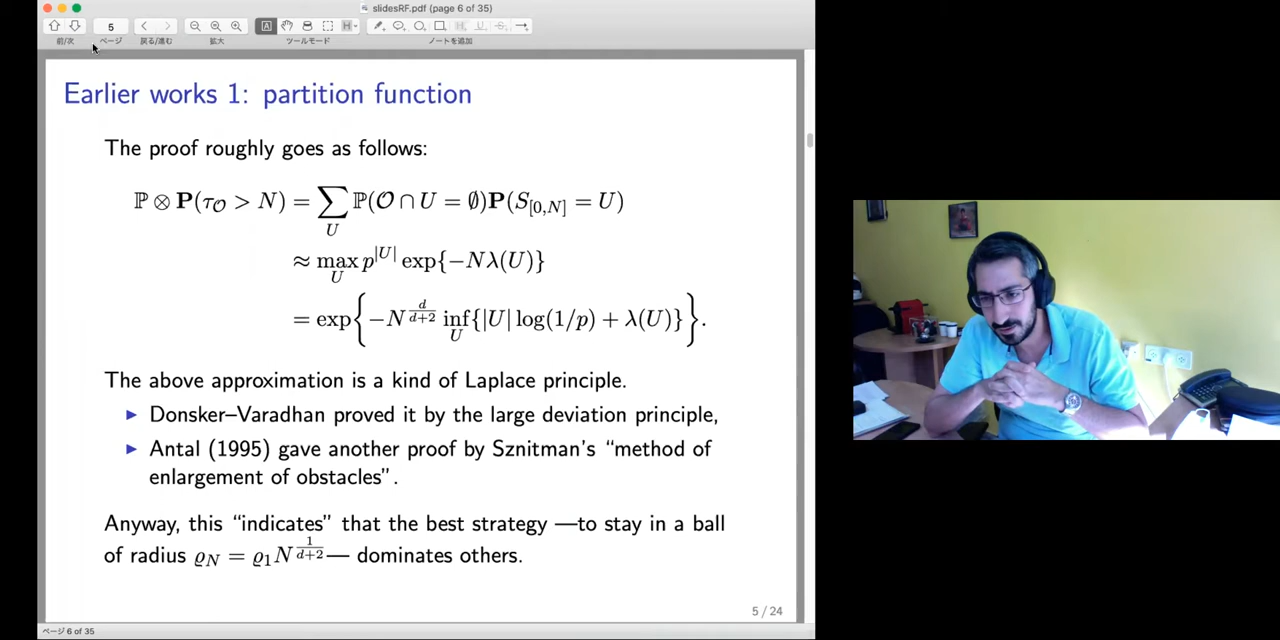 slidesRF.pdf (page 6 of 35)
5
前/次 ページ 戻る/進む 拡大 ツールモード ノートを追加
Earlier works 1: partition function
The proof roughly goes as follows:
ℙ ⊗ 𝐏(τ_𝒪 > N) = ∑_U ℙ(𝒪 ∩ U = ∅)𝐏(S_{[0,N]} = U)
≈ max_U p^{|U|} exp{−Nλ(U)}
= exp{−N^{d/(d+2)} inf_U{|U| log(1/p) + λ(U)}}.
The above approximation is a kind of Laplace principle.
▶ Donsker–Varadhan proved it by the large deviation principle,
▶ Antal (1995) gave another proof by Sznitman's “method of
enlargement of obstacles”.
Anyway, this “indicates” that the best strategy —to stay in a ball
of radius ϱ_N = ϱ_1 N^{1/(d+2)}— dominates others.
5 / 24
ページ 6 of 35